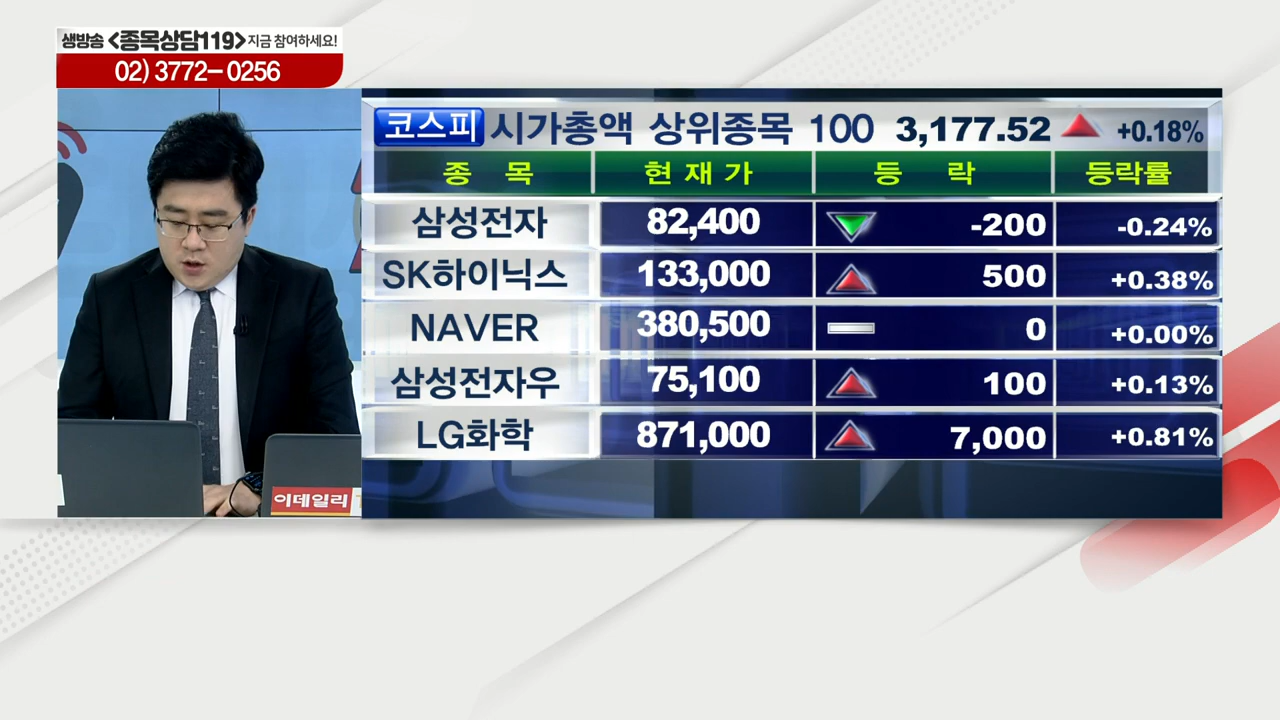 생방송 <종목상담119> 지금 참여하세요!
02) 3772-0256
코스피 시가총액 상위종목 100 3,177.52 +0.18%
종 목 현 재 가 등 락 등락률
삼성전자 82,400 -200 -0.24%
SK하이닉스 133,000 500 +0.38%
NAVER 380,500 0 +0.00%
삼성전자우 75,100 100 +0.13%
LG화학 871,000 7,000 +0.81%
이데일리